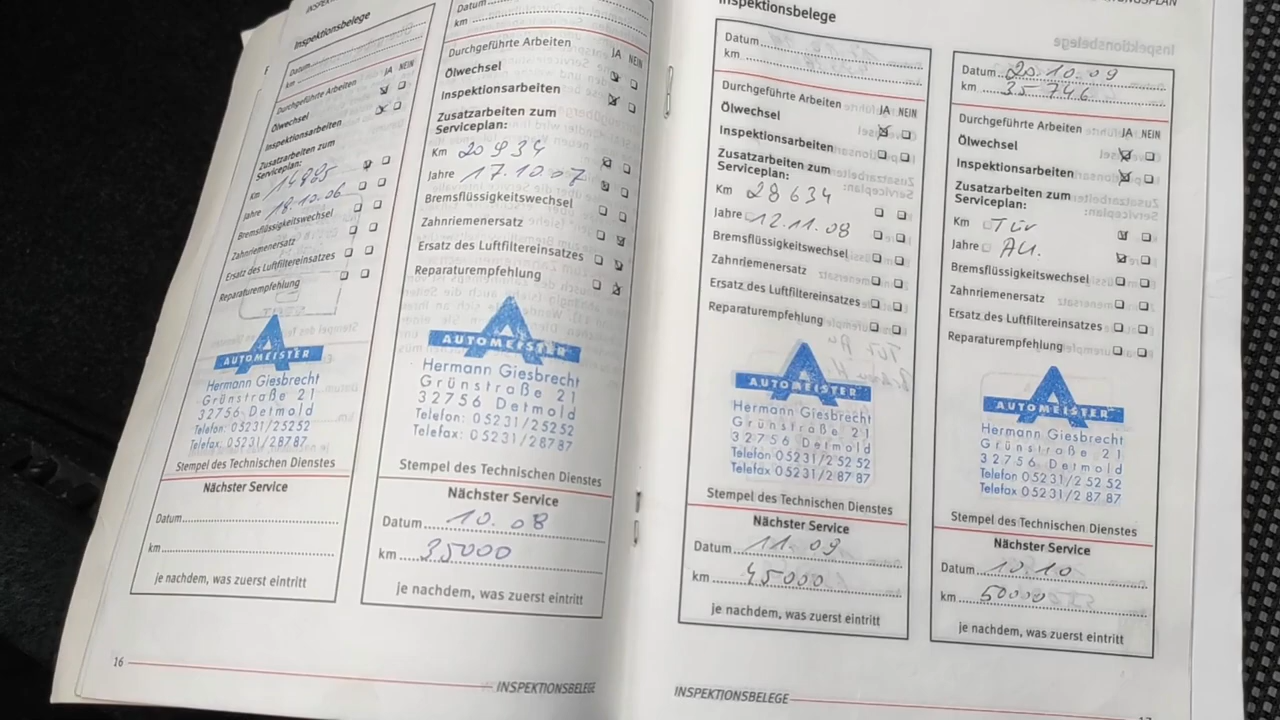 INSPEKTIONSBELEGE
Inspektionsbelege
Datum
km
Durchgeführte Arbeiten JA NEIN
Ölwechsel
Inspektionsarbeiten
Zusatzarbeiten zum
Serviceplan:
Km 14985
Jahre 18.10.06
Bremsflüssigkeitswechsel
Zahnriemenersatz
Ersatz des Luftfiltereinsatzes
Reparaturempfehlung
AUTOMEISTER
Hermann Giesbrecht
Grünstraße 21
32756 Detmold
Telefon: 05231/25252
Telefax: 05231/28787
Stempel des Technischen Dienstes
Nächster Service
Datum
km
je nachdem, was zuerst eintritt
16
Datum
km
Durchgeführte Arbeiten JA NEIN
Ölwechsel
Inspektionsarbeiten
Zusatzarbeiten zum
Serviceplan:
Km 20934
Jahre 17.10.07
Bremsflüssigkeitswechsel
Zahnriemenersatz
Ersatz des Luftfiltereinsatzes
Reparaturempfehlung
AUTOMEISTER
Hermann Giesbrecht
Grünstraße 21
32756 Detmold
Telefon: 05231/25252
Telefax: 05231/28787
Stempel des Technischen Dienstes
Nächster Service
Datum 10.08
km 35000
je nachdem, was zuerst eintritt
INSPEKTIONSBELEGE
Inspektionsbelege
Datum
km
Durchgeführte Arbeiten JA NEIN
Ölwechsel
Inspektionsarbeiten
Zusatzarbeiten zum
Serviceplan:
Km 28634
Jahre 12.11.08
Bremsflüssigkeitswechsel
Zahnriemenersatz
Ersatz des Luftfiltereinsatzes
Reparaturempfehlung
AUTOMEISTER
Hermann Giesbrecht
Grünstraße 21
32756 Detmold
Telefon 05231/25252
Telefax 05231/28787
Stempel des Technischen Dienstes
Nächster Service
Datum 11.09
km 45000
je nachdem, was zuerst eintritt
INSPEKTIONSBELEGE
Datum 20.10.09
km 35746
Durchgeführte Arbeiten JA NEIN
Ölwechsel
Inspektionsarbeiten
Zusatzarbeiten zum
Serviceplan:
Km TÜV
Jahre AU.
Bremsflüssigkeitswechsel
Zahnriemenersatz
Ersatz des Luftfiltereinsatzes
Reparaturempfehlung
AUTOMEISTER
Hermann Giesbrecht
Grünstraße 21
32756 Detmold
Telefon 05231/25252
Telefax 05231/28787
Stempel des Technischen Dienstes
Nächster Service
Datum 10.10
km 50000
je nachdem, was zuerst eintritt